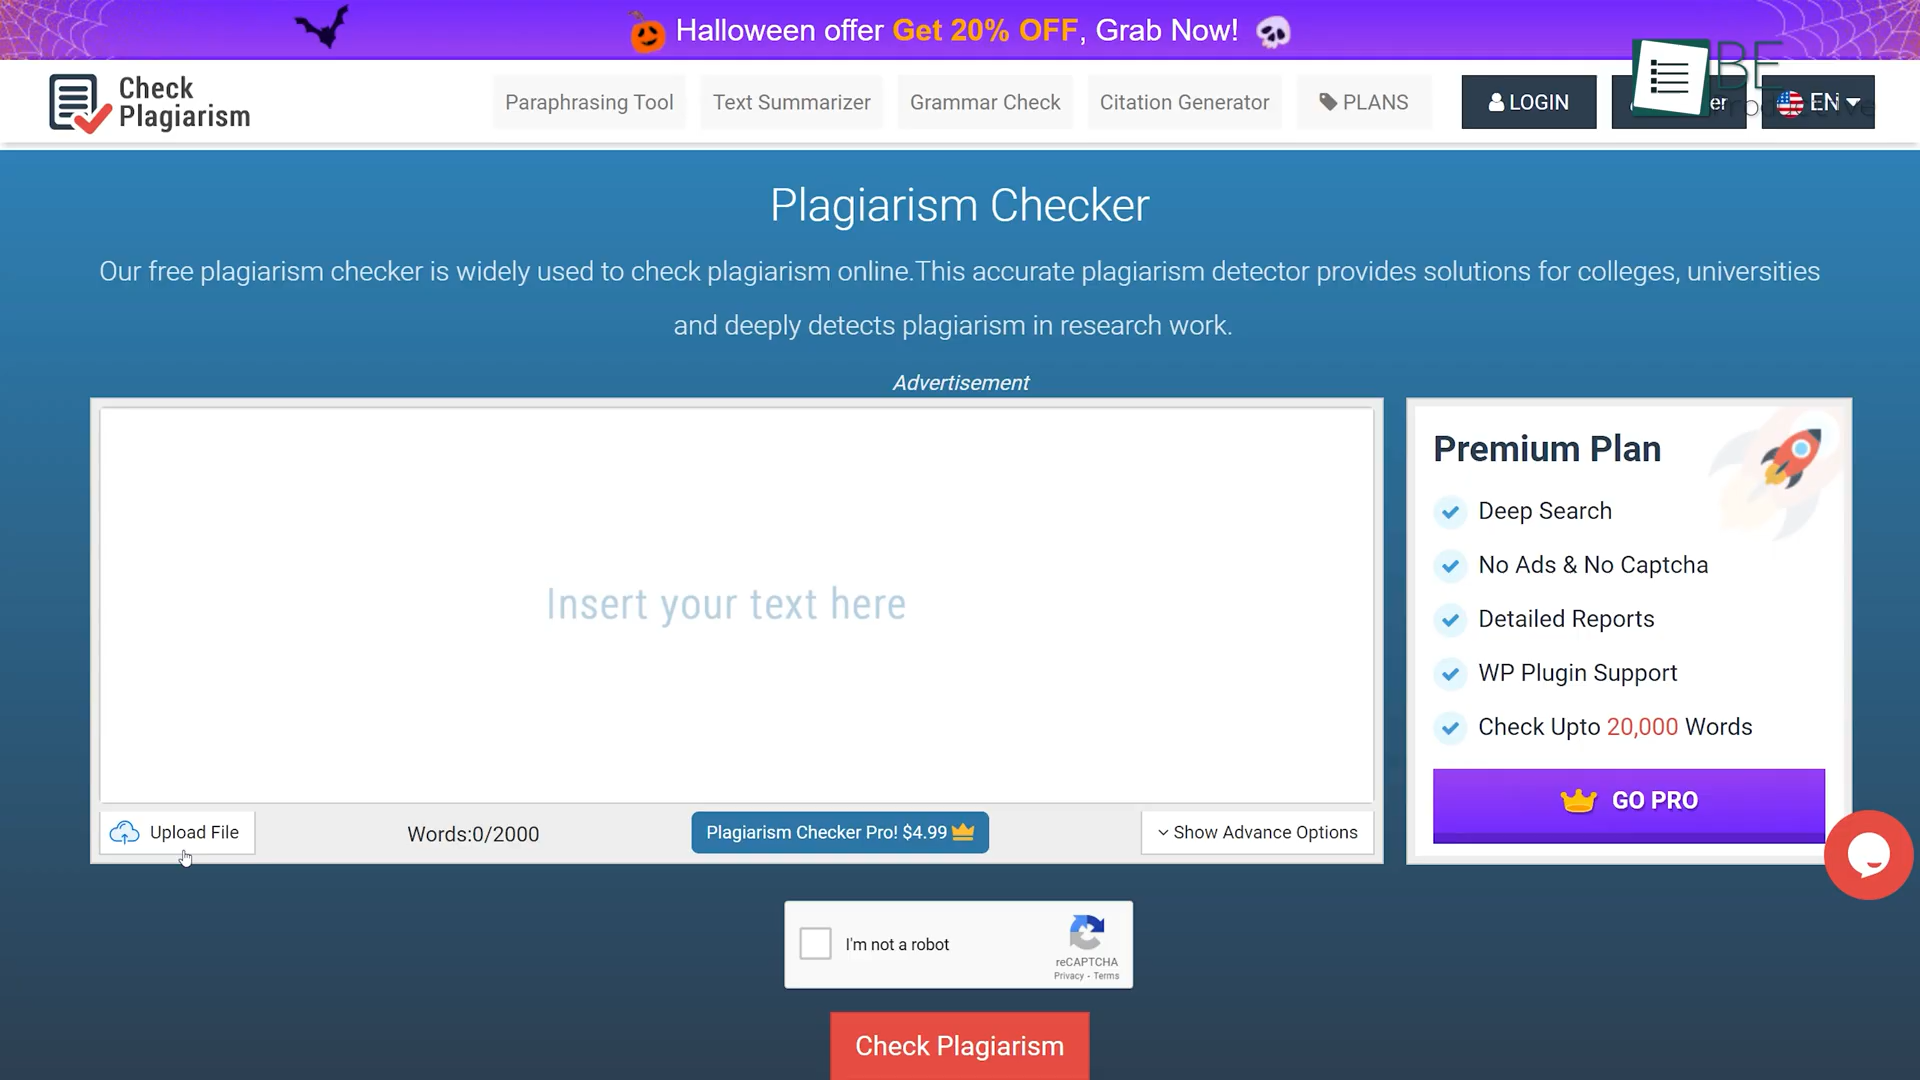 Halloween offer Get 20% OFF, Grab Now!
Check
Plagiarism
Paraphrasing Tool
Text Summarizer
Grammar Check
Citation Generator
PLANS
LOGIN
EN
BE
Plagiarism Checker
Our free plagiarism checker is widely used to check plagiarism online.This accurate plagiarism detector provides solutions for colleges, universities
and deeply detects plagiarism in research work.
Advertisement
Insert your text here
Upload File
Words:0/2000
Plagiarism Checker Pro! $4.99
Show Advance Options
Premium Plan
Deep Search
No Ads & No Captcha
Detailed Reports
WP Plugin Support
Check Upto 20,000 Words
GO PRO
I'm not a robot
reCAPTCHA
Privacy - Terms
Check Plagiarism